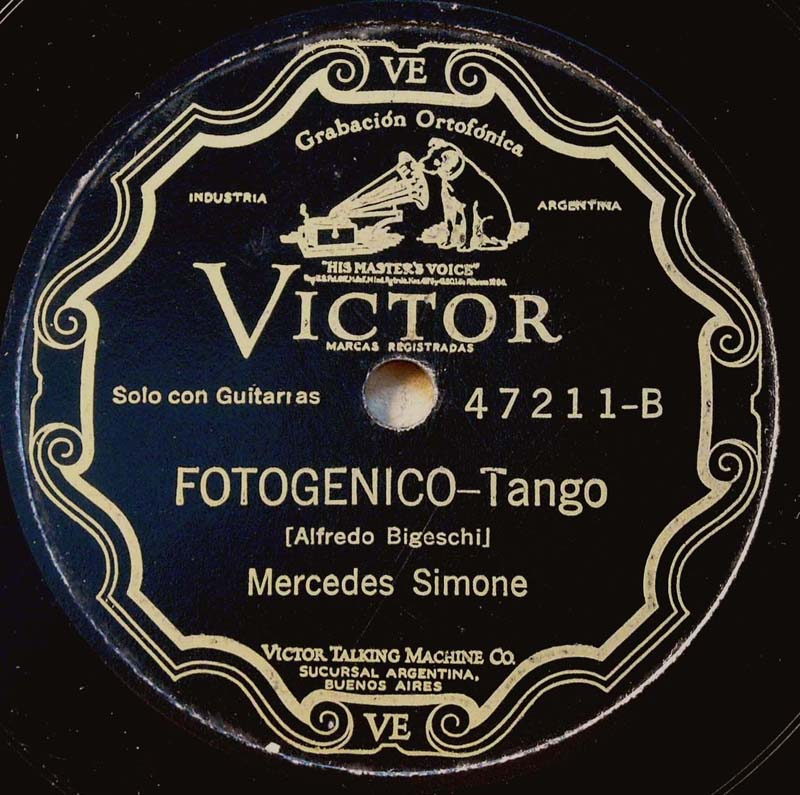 VE
Grabación Ortofónica
INDUSTRIA ARGENTINA
"HIS MASTER'S VOICE"
VICTOR
MARCAS REGISTRADAS
Solo con Guitarras 47211-B
FOTOGENICO-Tango
[Alfredo Bigeschi]
Mercedes Simone
VICTOR TALKING MACHINE CO.
SUCURSAL ARGENTINA,
BUENOS AIRES
VE